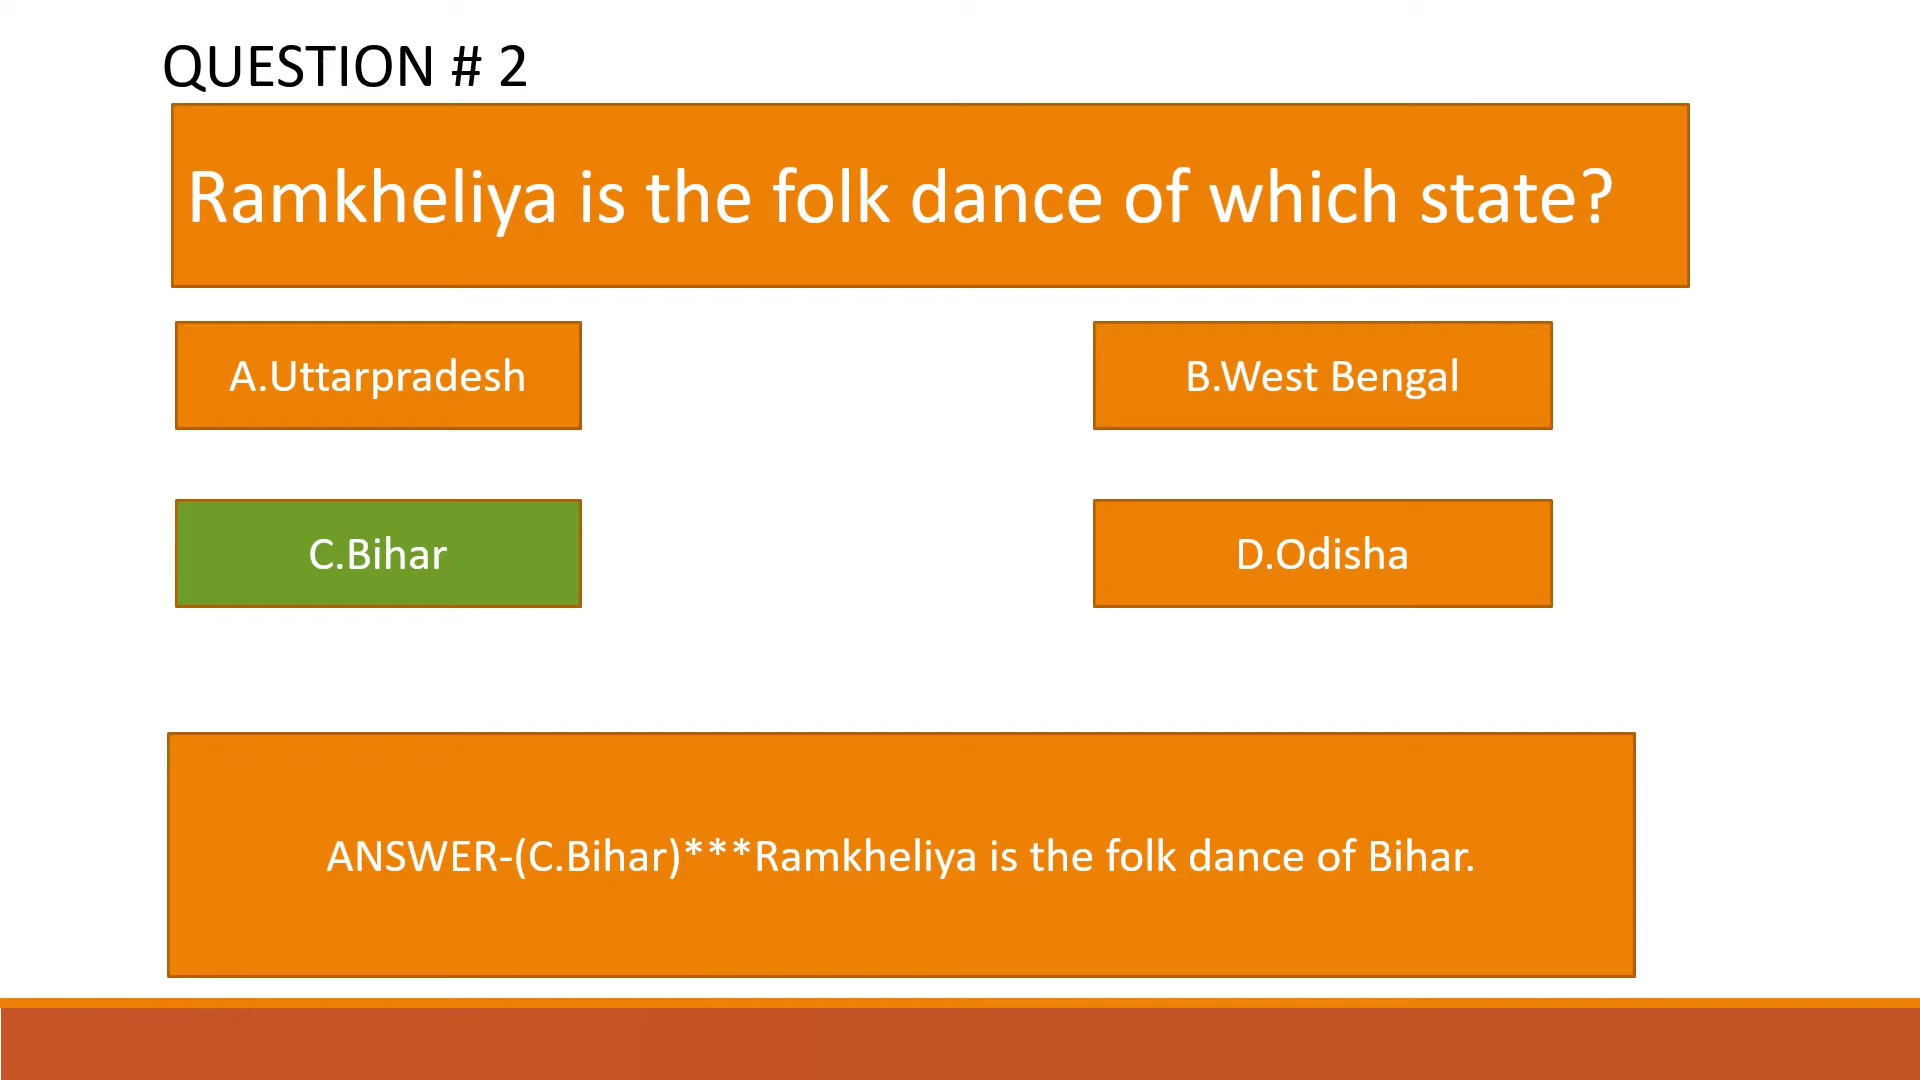 QUESTION # 2
Ramkheliya is the folk dance of which state?
A.Uttarpradesh
B.West Bengal
C.Bihar
D.Odisha
ANSWER-(C.Bihar)***Ramkheliya is the folk dance of Bihar.